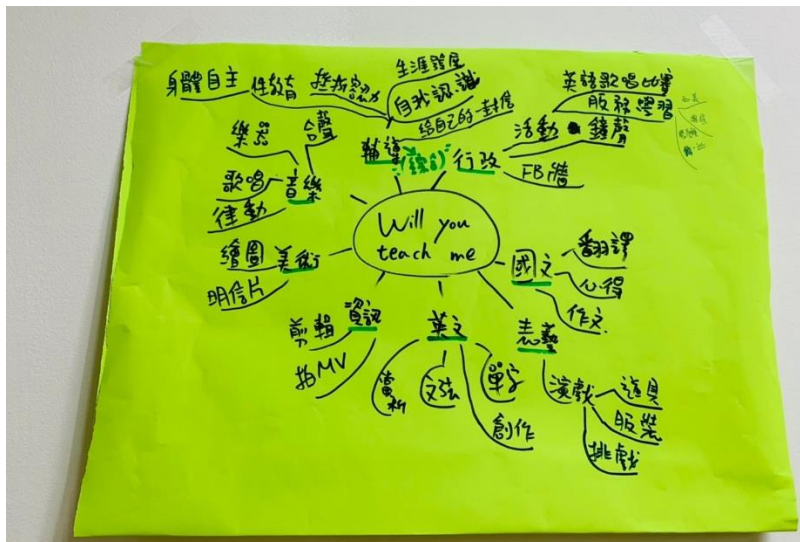 Will you
teach me
輔導
生涯發展
自我認識
給自己的一封信
性教育
身體自主
行政
活動
英語歌唱比賽
服務學習
鐘聲
FB牆
國文
翻譯
心得
作文
表藝
演戲
道具
服裝
排戲
英文
單字
創作
文法
賞析
資訊
剪輯
拍MV
美術
繪圖
明信片
音樂
合聲
樂器
歌唱
律動